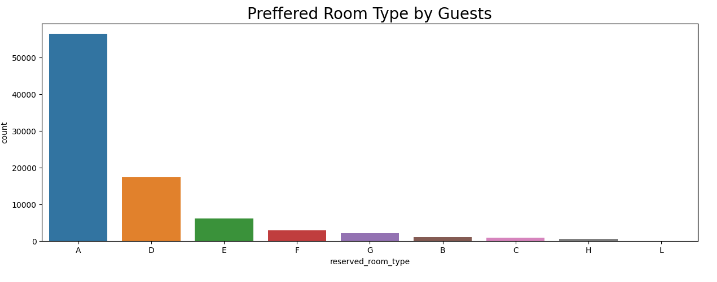 Preffered Room Type by Guests
50000
40000
30000
20000
10000
0
count
A D E F G B C H L
reserved_room_type